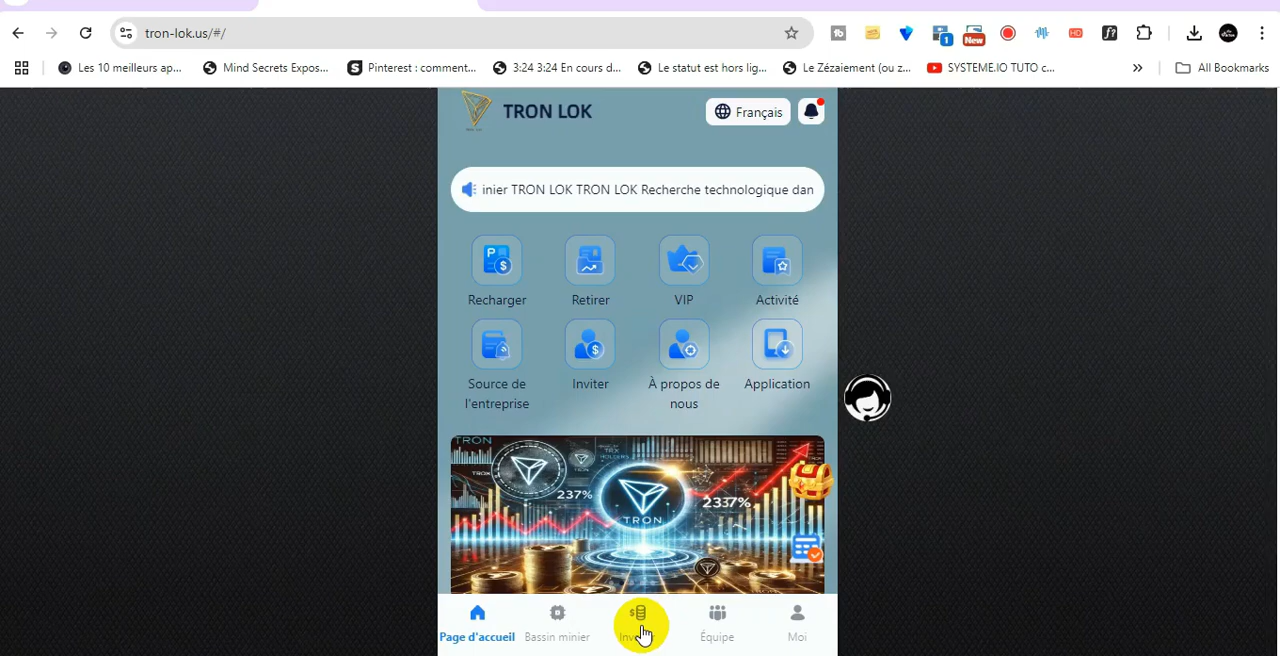 tron-lok.us/#/
New
Les 10 meilleurs ap...
Mind Secrets Expos...
Pinterest : comment...
3:24 3:24 En cours d...
Le statut est hors lig...
Le Zézaiement (ou z...
SYSTEME.IO TUTO c...
»
All Bookmarks
TRON LOK
Français
inier TRON LOK TRON LOK Recherche technologique dan
Recharger
Retirer
VIP
Activité
Source de
l'entreprise
Inviter
À propos de
nous
Application
TRON
237%
2337%
TRON
Page d'accueil
Bassin minier
Équipe
Moi